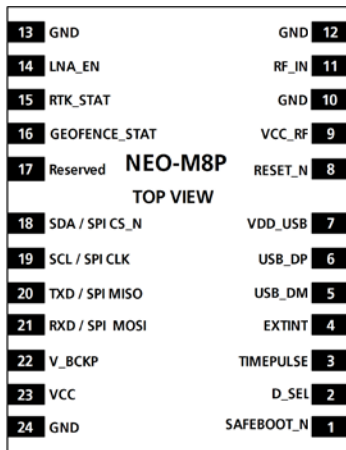 13 GND GND 12
14 LNA_EN RF_IN 11
15 RTK_STAT GND 10
16 GEOFENCE_STAT VCC_RF 9
17 Reserved NEO-M8P RESET_N 8
TOP VIEW
18 SDA / SPI CS_N VDD_USB 7
19 SCL / SPI CLK USB_DP 6
20 TXD / SPI MISO USB_DM 5
21 RXD / SPI MOSI EXTINT 4
22 V_BCKP TIMEPULSE 3
23 VCC D_SEL 2
24 GND SAFEBOOT_N 1